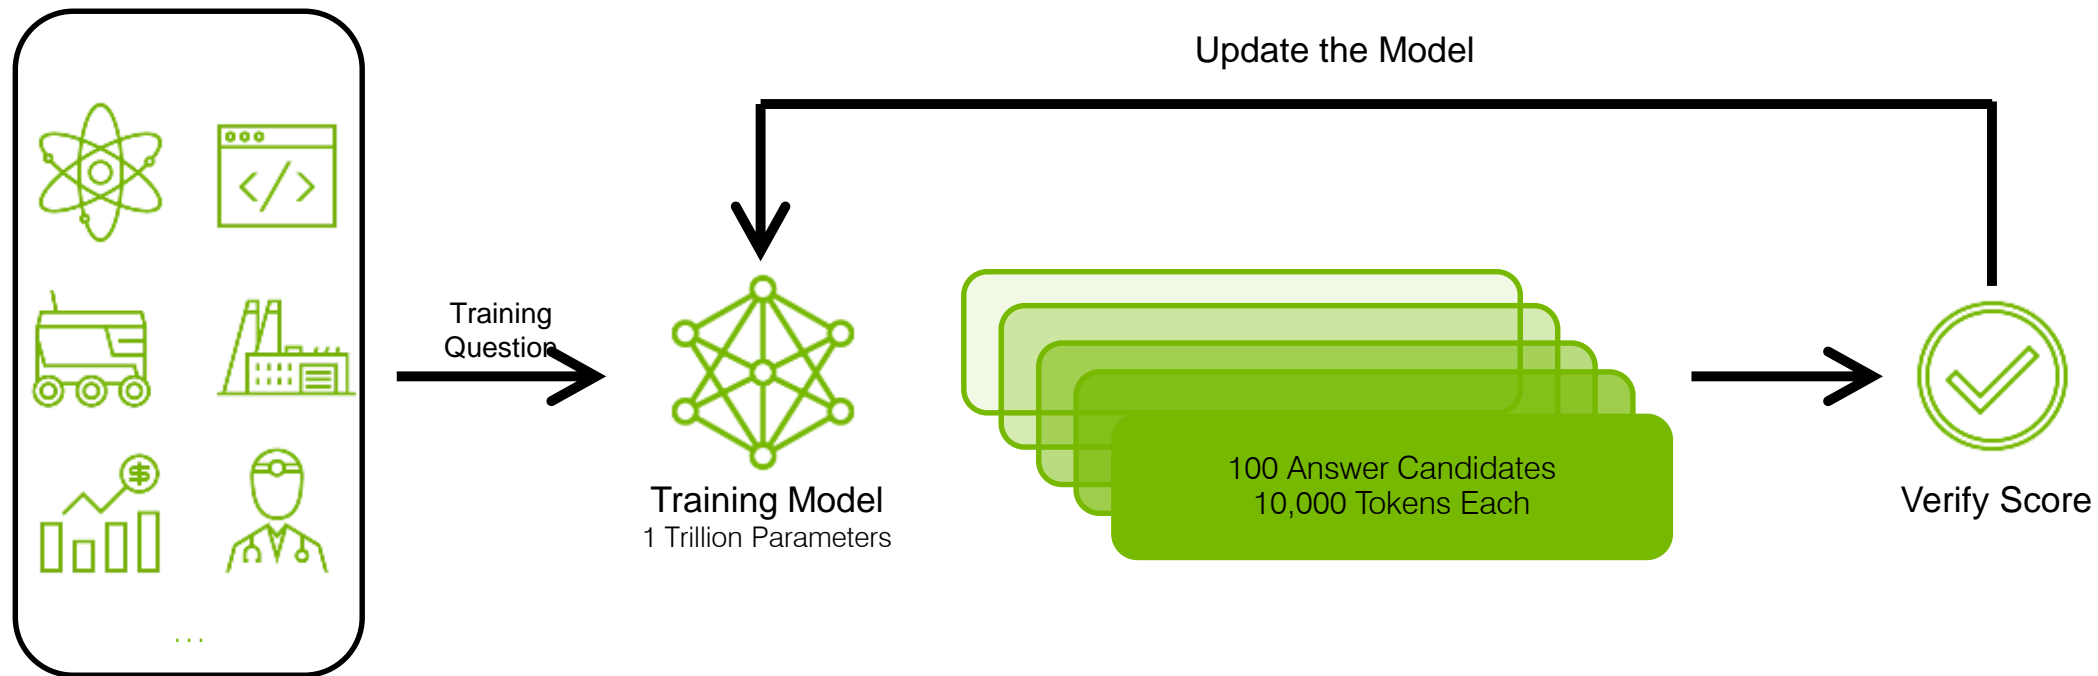 Update the Model
</>
Training
Question
Training Model
1 Trillion Parameters
100 Answer Candidates
10,000 Tokens Each
Verify Score
$
...